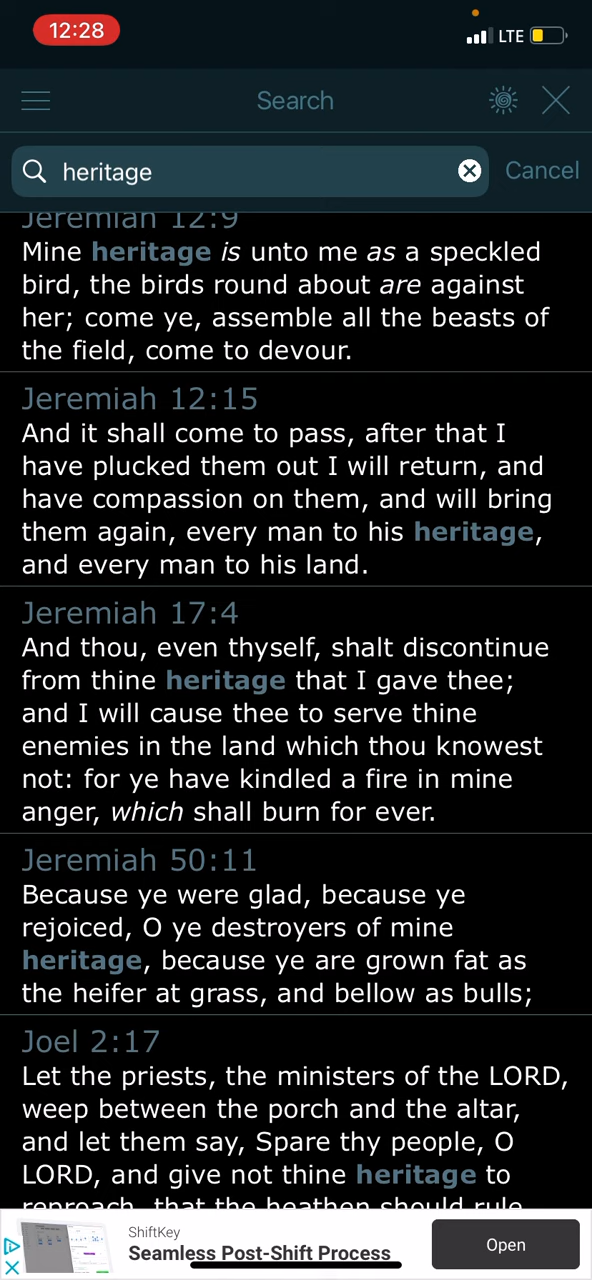 12:28
LTE
Search
heritage
Cancel
Jeremiah 12:9
Mine heritage is unto me as a speckled
bird, the birds round about are against
her; come ye, assemble all the beasts of
the field, come to devour.
Jeremiah 12:15
And it shall come to pass, after that I
have plucked them out I will return, and
have compassion on them, and will bring
them again, every man to his heritage,
and every man to his land.
Jeremiah 17:4
And thou, even thyself, shalt discontinue
from thine heritage that I gave thee;
and I will cause thee to serve thine
enemies in the land which thou knowest
not: for ye have kindled a fire in mine
anger, which shall burn for ever.
Jeremiah 50:11
Because ye were glad, because ye
rejoiced, O ye destroyers of mine
heritage, because ye are grown fat as
the heifer at grass, and bellow as bulls;
Joel 2:17
Let the priests, the ministers of the LORD,
weep between the porch and the altar,
and let them say, Spare thy people, O
LORD, and give not thine heritage to
reproach, that the heathen should rule
ShiftKey
Seamless Post-Shift Process
Open